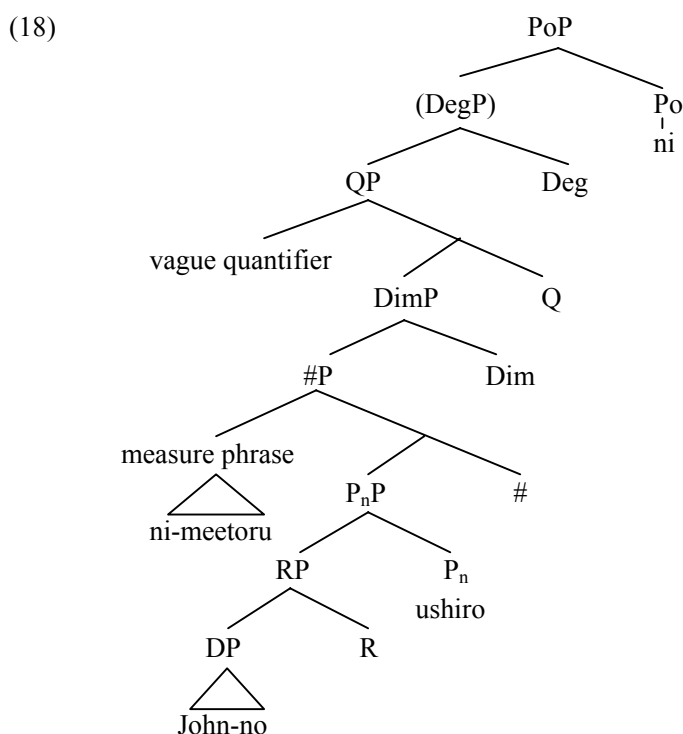 (18) PoP
(DegP) Po
ni
QP Deg
vague quantifier
DimP Q
#P Dim
measure phrase
PnP #
ni-meetoru
RP Pn
ushiro
DP R
John-no